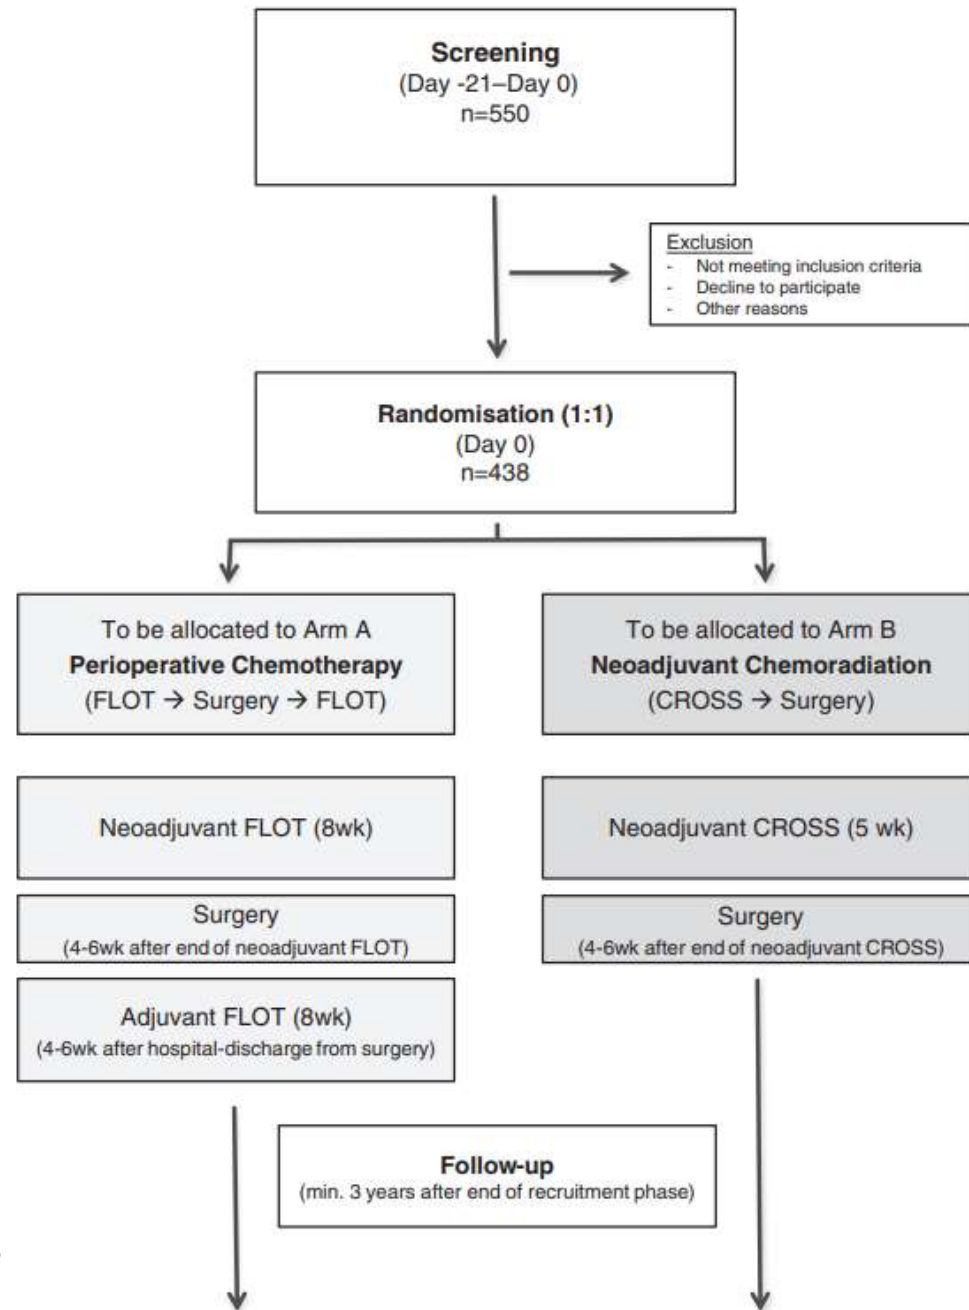 Screening
(Day -21–Day 0)
n=550
Exclusion
- Not meeting inclusion criteria
- Decline to participate
- Other reasons
Randomisation (1:1)
(Day 0)
n=438
To be allocated to Arm A
Perioperative Chemotherapy
(FLOT → Surgery → FLOT)
To be allocated to Arm B
Neoadjuvant Chemoradiation
(CROSS → Surgery)
Neoadjuvant FLOT (8wk)
Neoadjuvant CROSS (5 wk)
Surgery
(4-6wk after end of neoadjuvant FLOT)
Surgery
(4-6wk after end of neoadjuvant CROSS)
Adjuvant FLOT (8wk)
(4-6wk after hospital-discharge from surgery)
Follow-up
(min. 3 years after end of recruitment phase)